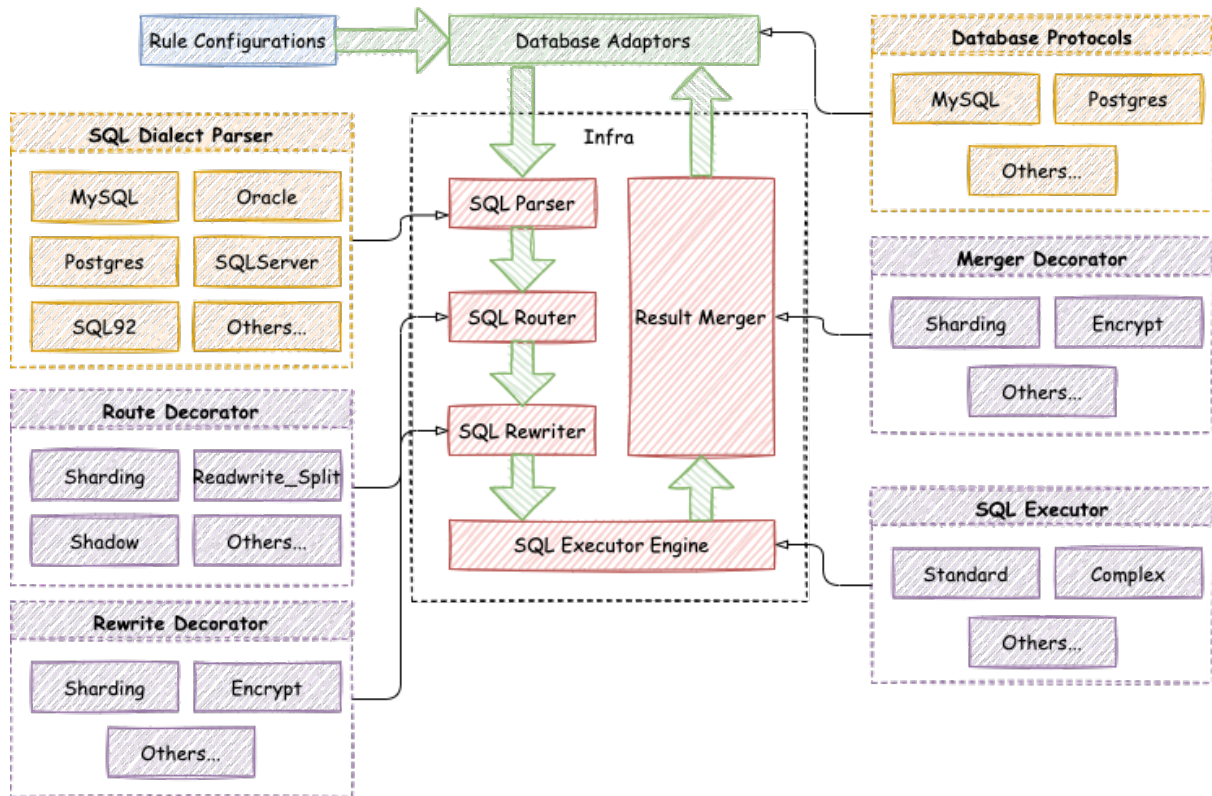 Rule Configurations
Database Adaptors
Database Protocols
MySQL
Postgres
Others...
SQL Dialect Parser
MySQL
Oracle
Postgres
SQLServer
SQL92
Others...
Infra
SQL Parser
SQL Router
SQL Rewriter
Result Merger
SQL Executor Engine
Merger Decorator
Sharding
Encrypt
Others...
Route Decorator
Sharding
Readwrite_Split
Shadow
Others...
SQL Executor
Standard
Complex
Others...
Rewrite Decorator
Sharding
Encrypt
Others...